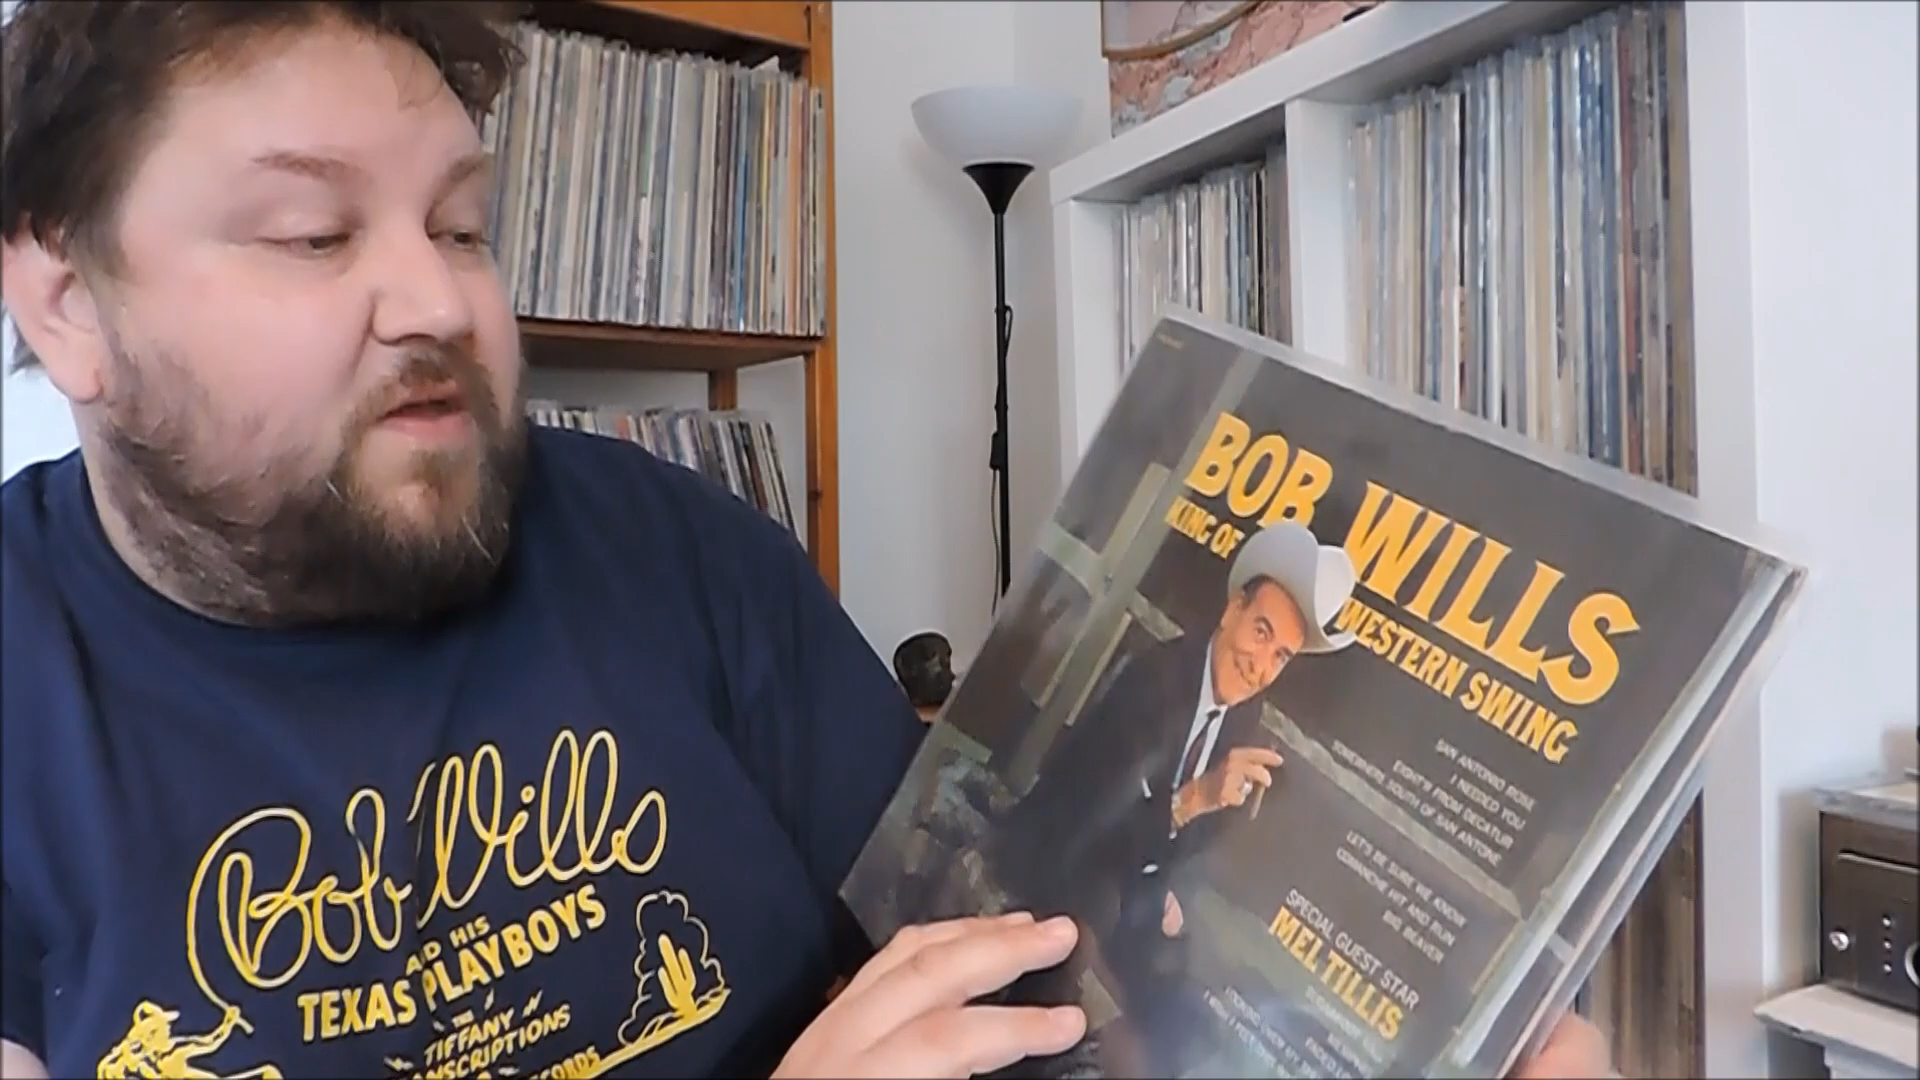 Bob Wills
AND HIS
TEXAS PLAYBOYS
THE
TIFFANY
TRANSCRIPTIONS
RECORDS
BOB WILLS
KING OF WESTERN SWING
SAN ANTONIO ROSE
I NEEDED YOU
EIGHT'R FROM DECATUR
SOMEWHERE SOUTH OF SAN ANTONE
LET'S BE SURE WE KNOW
COMANCHE HIT AND RUN
BIG BEAVER
SPECIAL GUEST STAR
MEL TILLIS